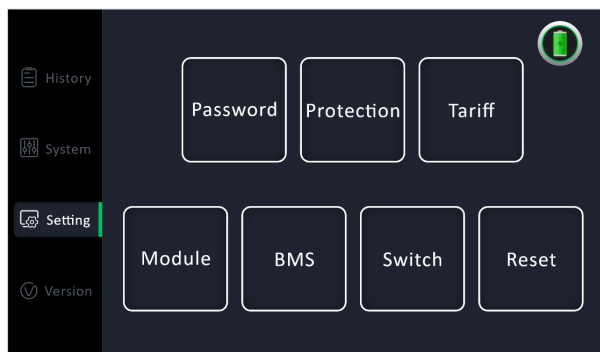 History
System
Setting
Version
Password
Protection
Tariff
Module
BMS
Switch
Reset